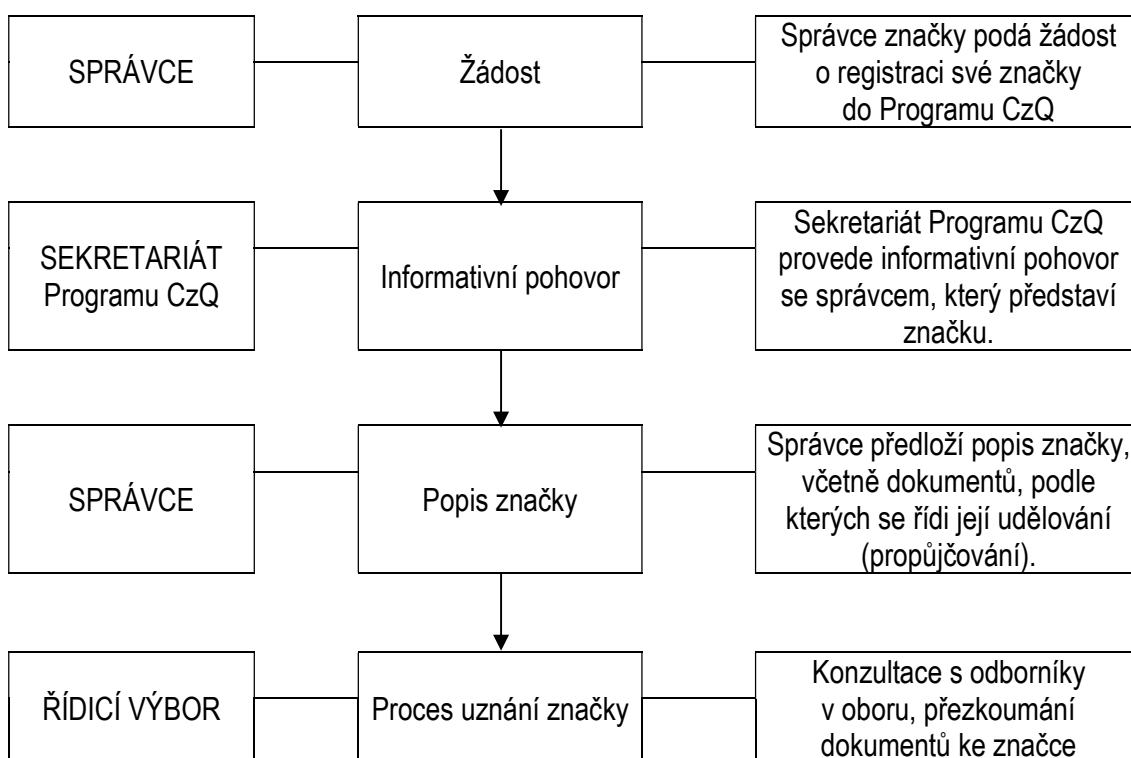 SPRÁVCE
Žádost
Správce značky podá žádost
o registraci své značky
do Programu CzQ
SEKRETARIÁT
Programu CzQ
Informativní pohovor
Sekretariát Programu CzQ
provede informativní pohovor
se správcem, který představí
značku.
SPRÁVCE
Popis značky
Správce předloží popis značky,
včetně dokumentů, podle
kterých se řídi její udělování
(propůjčování).
ŘÍDICÍ VÝBOR
Proces uznání značky
Konzultace s odborníky
v oboru, přezkoumání
dokumentů ke značce